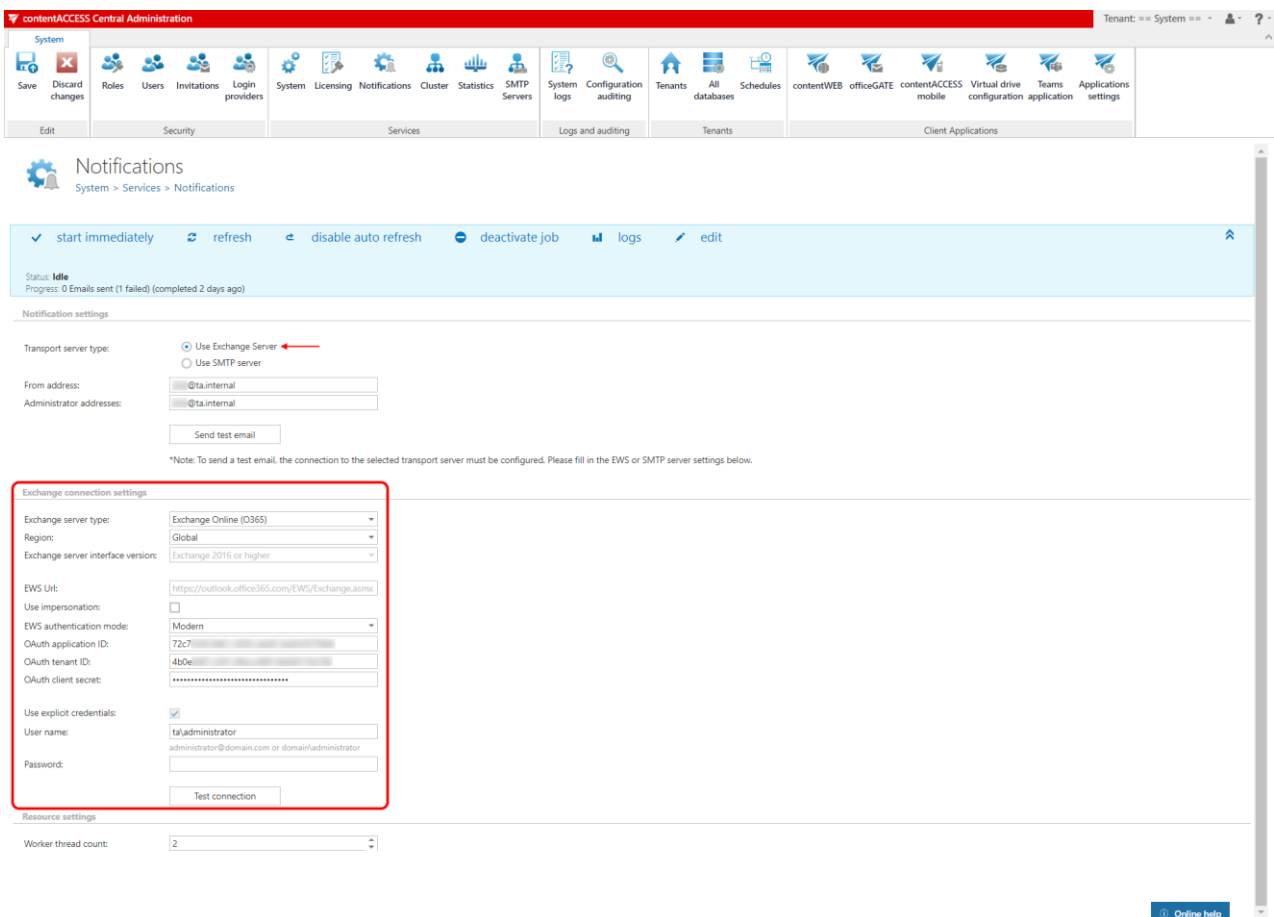 contentACCESS Central Administration
Tenant: == System ==
?
System
Save
Discard changes
Roles
Users
Invitations
Login providers
System
Licensing
Notifications
Cluster
Statistics
SMTP Servers
System logs
Configuration auditing
Tenants
All databases
Schedules
contentWEB
officeGATE
contentACCESS mobile
Virtual drive configuration
Teams application
Applications settings
Edit
Security
Services
Logs and auditing
Tenants
Client Applications
Notifications
System > Services > Notifications
start immediately
refresh
disable auto refresh
deactivate job
logs
edit
Status: Idle
Progress: 0 Emails sent (1 failed) (completed 2 days ago)
Notification settings
Transport server type:
Use Exchange Server
Use SMTP server
From address:
@ta.internal
Administrator addresses:
@ta.internal
Send test email
*Note: To send a test email, the connection to the selected transport server must be configured. Please fill in the EWS or SMTP server settings below.
Exchange connection settings
Exchange server type:
Exchange Online (O365)
Region:
Global
Exchange server interface version:
Exchange 2016 or higher
EWS Url:
https://outlook.office365.com/EWS/Exchange.asmx
Use impersonation:
EWS authentication mode:
Modern
OAuth application ID:
72c7
OAuth tenant ID:
4b0e
OAuth client secret:
Use explicit credentials:
User name:
ta\administrator
administrator@domain.com or domain\administrator
Password:
Test connection
Resource settings
Worker thread count:
2
Online help